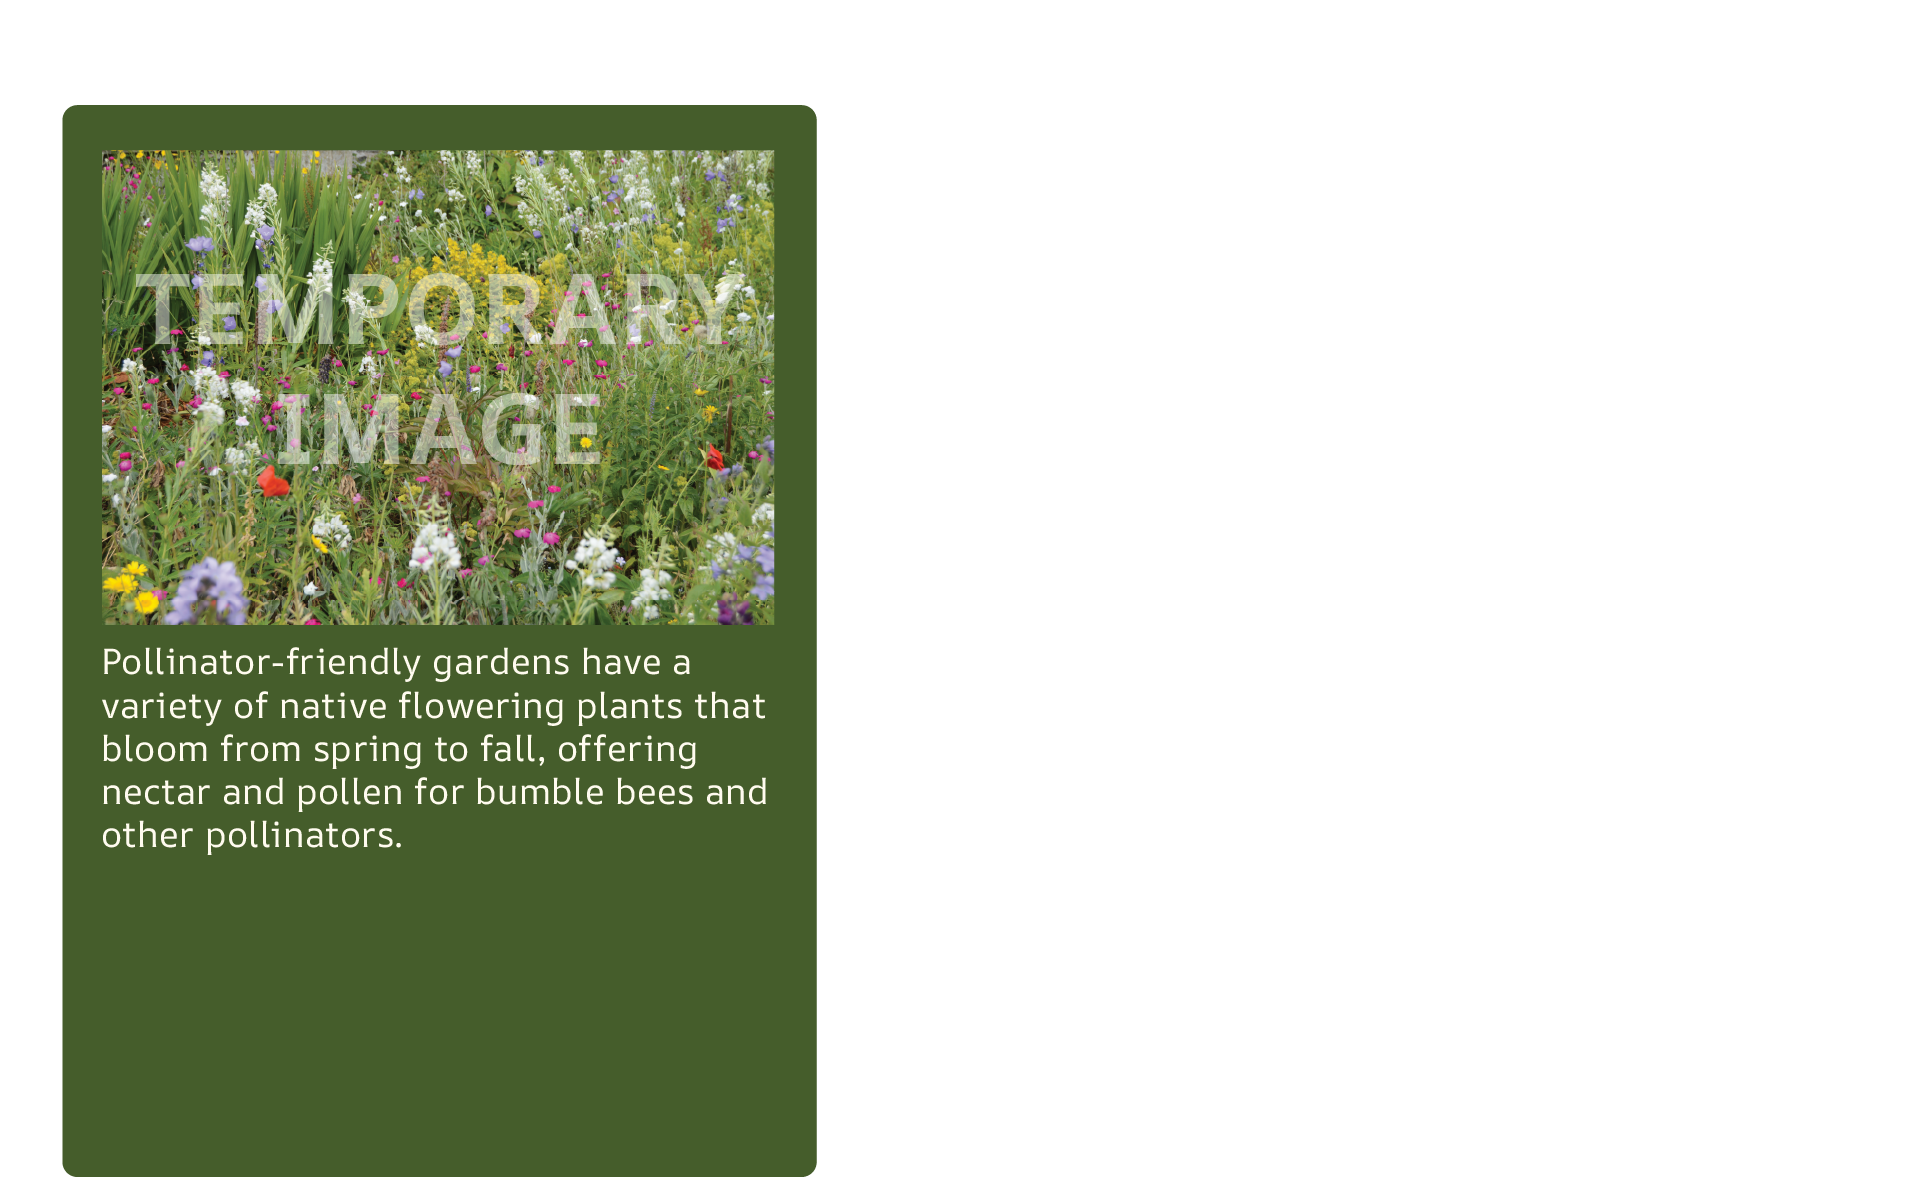 TEMPORARY
IMAGE
Pollinator-friendly gardens have a
variety of native flowering plants that
bloom from spring to fall, offering
nectar and pollen for bumble bees and
other pollinators.